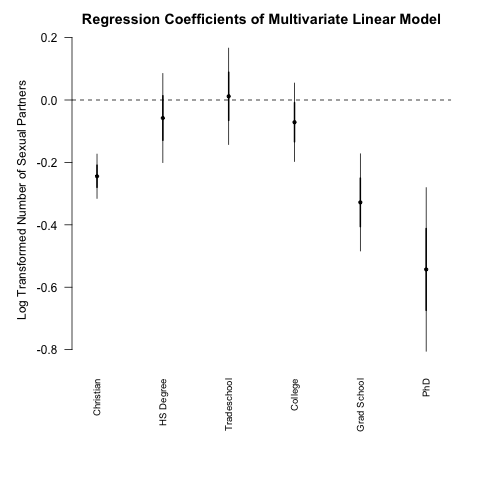 Regression Coefficients of Multivariate Linear Model
Log Transformed Number of Sexual Partners
0.2
0.0
-0.2
-0.4
-0.6
-0.8
Christian
HS Degree
Tradeschool
College
Grad School
PhD